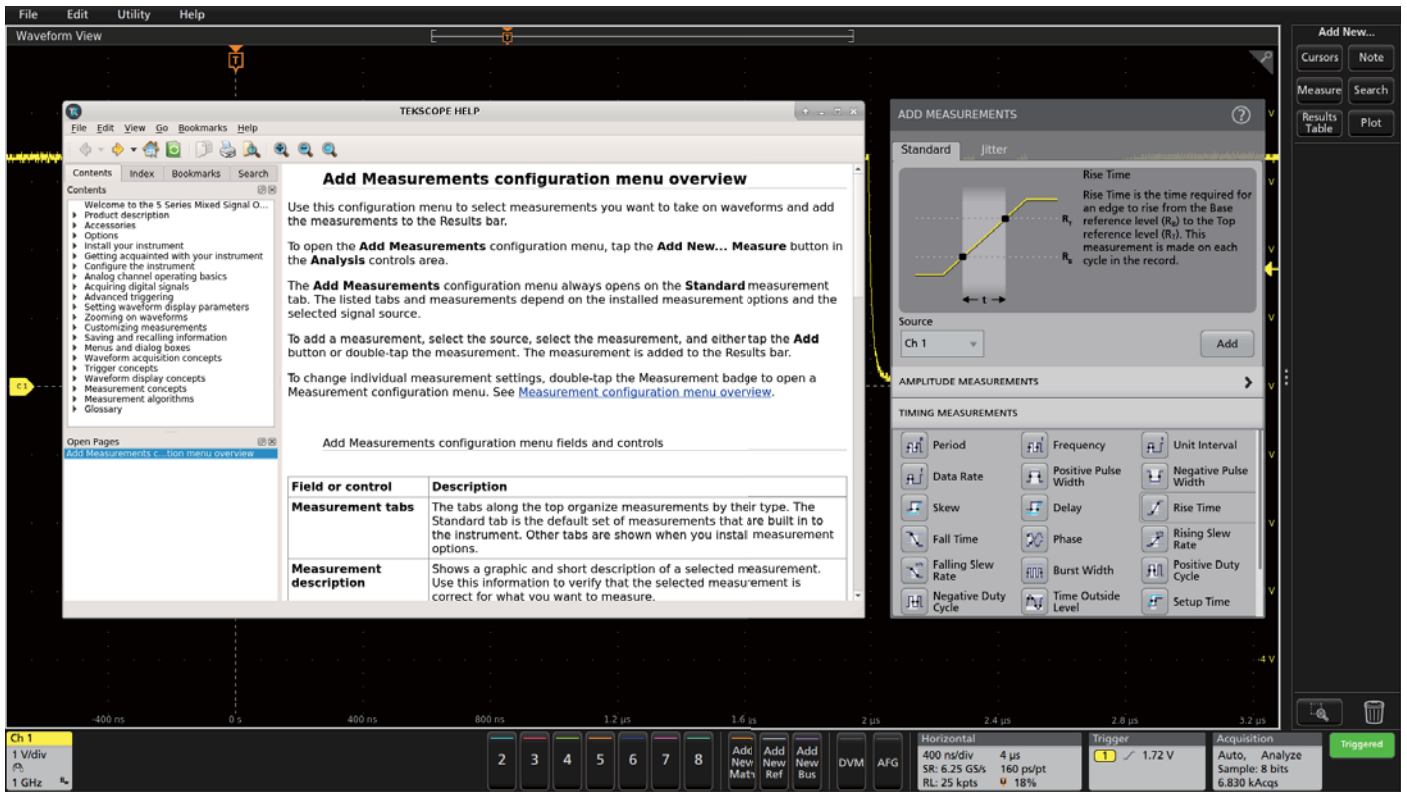 File Edit Utility Help
Waveform View
T
T
Add New...
Cursors Note
Measure Search
Results Table Plot
TEKSCOPE HELP
File Edit View Go Bookmarks Help
Contents Index Bookmarks Search
Contents
Welcome to the 5 Series Mixed Signal O...
Product description
Accessories
Options
Install your instrument
Getting acquainted with your instrument
Configure the instrument
Analog channel operating basics
Acquiring digital signals
Advanced triggering
Setting waveform display parameters
Zooming on waveforms
Customizing measurements
Saving and recalling information
Menus and dialog boxes
Waveform acquisition concepts
Trigger concepts
Waveform display concepts
Measurement concepts
Measurement algorithms
Glossary
Open Pages
Add Measurements c...tion menu overview
Add Measurements configuration menu overview
Use this configuration menu to select measurements you want to take on waveforms and add
the measurements to the Results bar.
To open the Add Measurements configuration menu, tap the Add New... Measure button in
the Analysis controls area.
The Add Measurements configuration menu always opens on the Standard measurement
tab. The listed tabs and measurements depend on the installed measurement options and the
selected signal source.
To add a measurement, select the source, select the measurement, and either tap the Add
button or double-tap the measurement. The measurement is added to the Results bar.
To change individual measurement settings, double-tap the Measurement badge to open a
Measurement configuration menu. See Measurement configuration menu overview.
Add Measurements configuration menu fields and controls
Field or control Description
Measurement tabs The tabs along the top organize measurements by their type. The
Standard tab is the default set of measurements that are built in to
the instrument. Other tabs are shown when you install measurement
options.
Measurement Shows a graphic and short description of a selected measurement.
description Use this information to verify that the selected measurement is
correct for what you want to measure.
ADD MEASUREMENTS ?
Standard Jitter
Rise Time
Rise Time is the time required for
an edge to rise from the Base
reference level (RB) to the Top
reference level (RT). This
measurement is made on each
cycle in the record.
RT
RB
t
Source
Ch 1 Add
AMPLITUDE MEASUREMENTS
TIMING MEASUREMENTS
Period Frequency Unit Interval
Data Rate Positive Pulse Width Negative Pulse Width
Skew Delay Rise Time
Fall Time Phase Rising Slew Rate
Falling Slew Rate Burst Width Positive Duty Cycle
Negative Duty Cycle Time Outside Level Setup Time
V
V
V
V
V
V
V
V
-4 V
C1
-400 ns 0 s 400 ns 800 ns 1.2 µs 1.6 µs 2 µs 2.4 µs 2.8 µs 3.2 µs
Ch 1
1 V/div
1 GHz
2 3 4 5 6 7 8
Add New Math
Add New Ref
Add New Bus
DVM AFG
Horizontal
400 ns/div 4 µs
SR: 6.25 GS/s 160 ps/pt
RL: 25 kpts 18%
Trigger
1 1.72 V
Acquisition
Auto, Analyze
Sample: 8 bits
6.830 kAcqs
Triggered